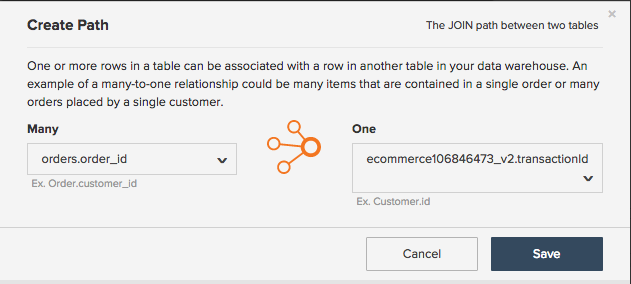 Create Path
The JOIN path between two tables
×
One or more rows in a table can be associated with a row in another table in your data warehouse. An
example of a many-to-one relationship could be many items that are contained in a single order or many
orders placed by a single customer.
Many
orders.order_id
Ex. Order.customer_id
One
ecommerce106846473_v2.transactionId
Ex. Customer.id
Cancel
Save